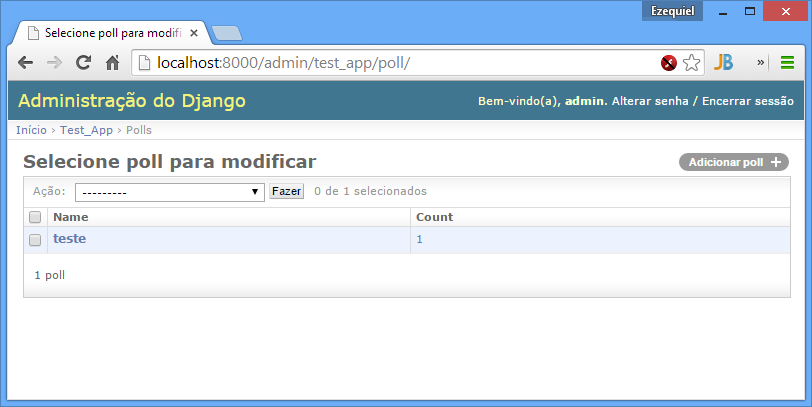 Ezequiel
Selecione poll para modifi
localhost:8000/admin/test_app/poll/
JB »
Administração do Django
Bem-vindo(a), admin. Alterar senha / Encerrar sessão
Início › Test_App › Polls
Selecione poll para modificar
Adicionar poll +
Ação: --------- Fazer 0 de 1 selecionados
Name Count
teste 1
1 poll